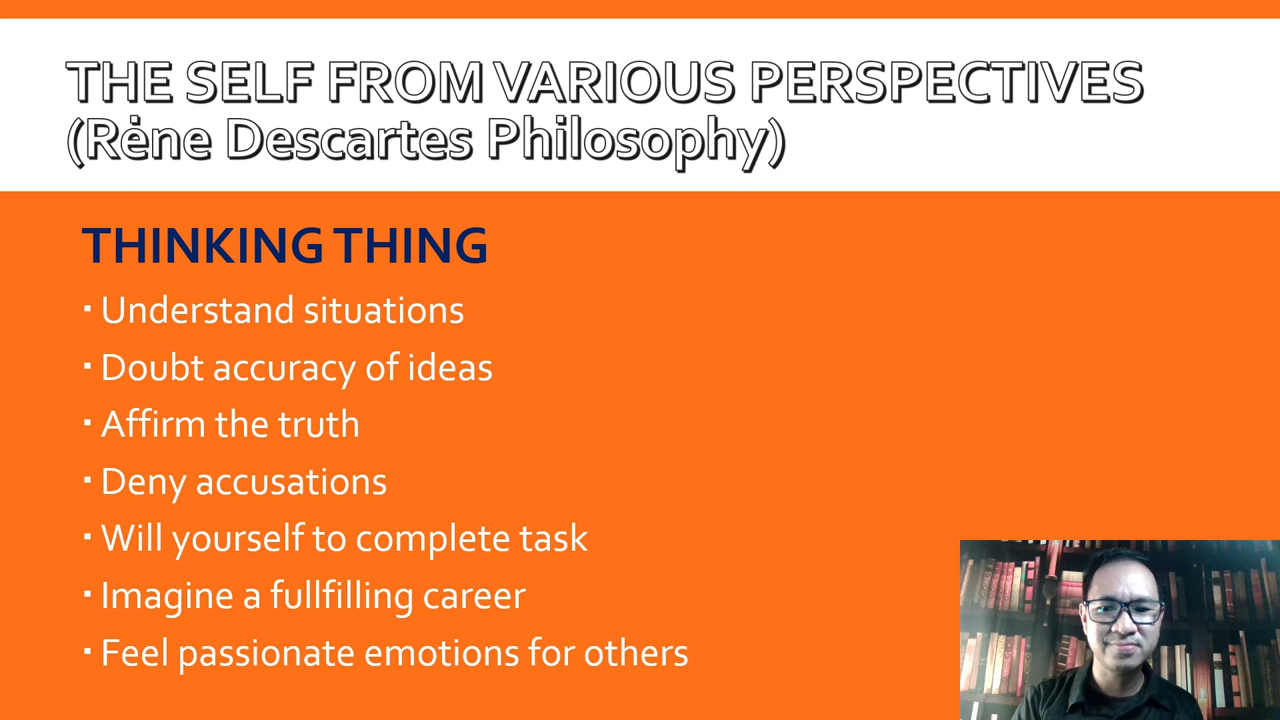 THE SELF FROM VARIOUS PERSPECTIVES
(Rėne Descartes Philosophy)
THINKING THING
▪ Understand situations
▪ Doubt accuracy of ideas
▪ Affirm the truth
▪ Deny accusations
▪ Will yourself to complete task
▪ Imagine a fullfilling career
▪ Feel passionate emotions for others